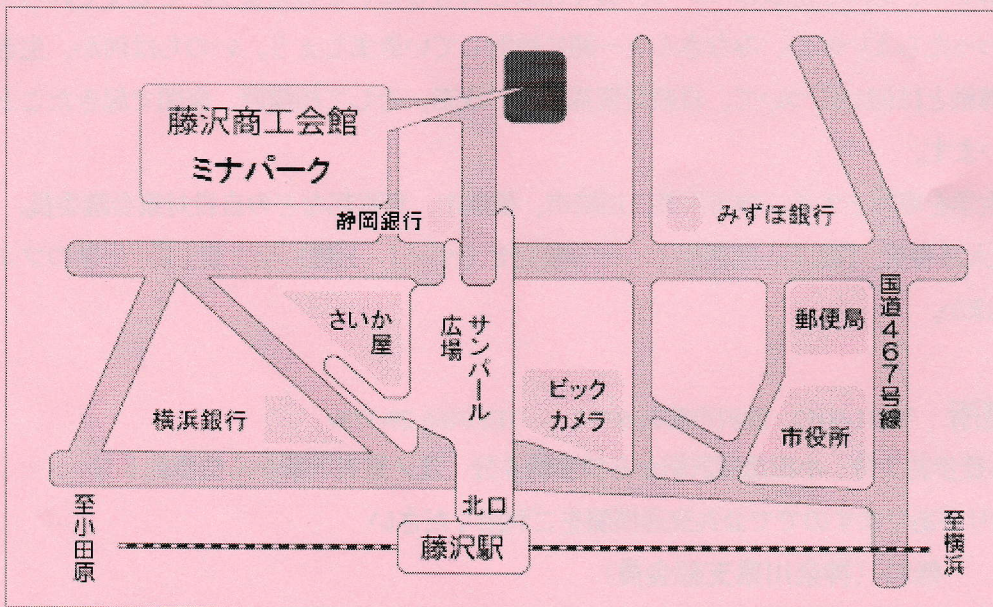 藤沢商工会館
ミナパーク
静岡銀行
みずほ銀行
さいか
屋
サンパール
広場
ビック
カメラ
郵便局
国道467号線
横浜銀行
市役所
北口
藤沢駅
至小田原
至横浜